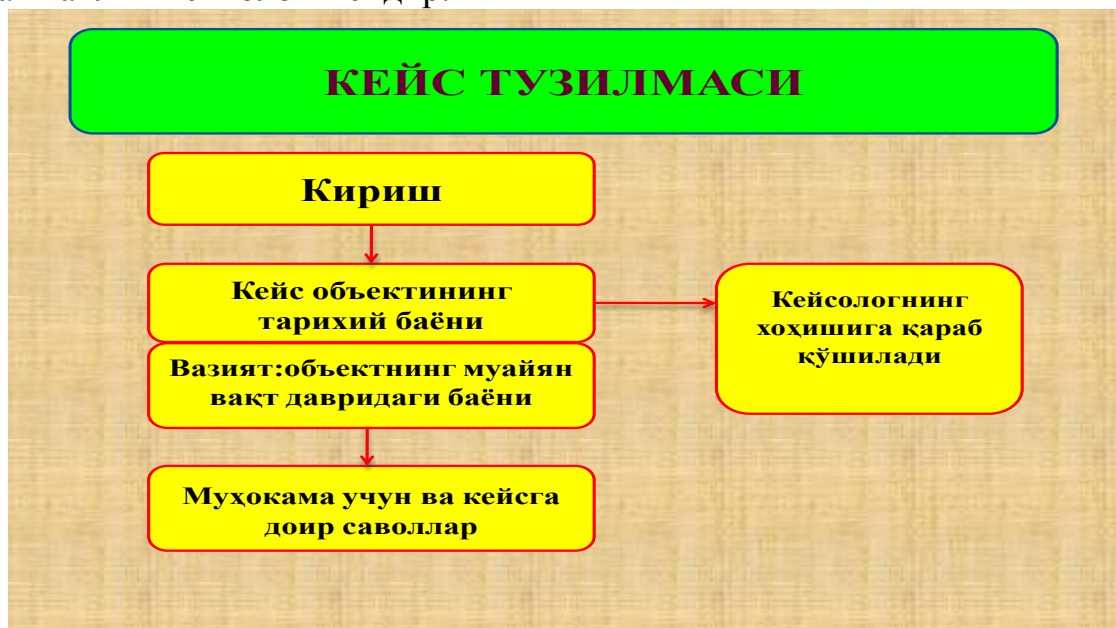 КЕЙС ТУЗИЛМАСИ
Кириш
Кейс объектининг
тарихий баёни
Вазият:объектнинг муайян
вақт давридаги баёни
Кейсологнинг
хоҳишига қараб
қўшилади
Муҳокама учун ва кейсга
доир саволлар